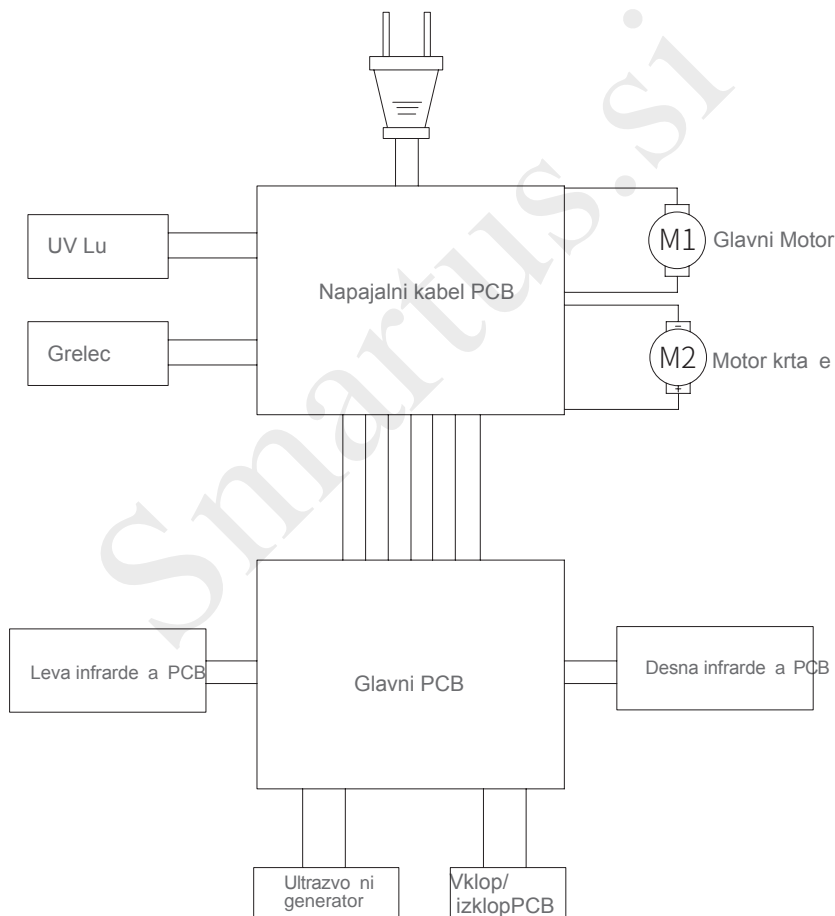 UV Lu
Napajalni kabel PCB
M1
Glavni Motor
Grelec
M2
Motor krta e
Leva infrarde a PCB
Glavni PCB
Desna infrarde a PCB
Ultrazvo ni
generator
Vklop/
izklopPCB
Smartus.si